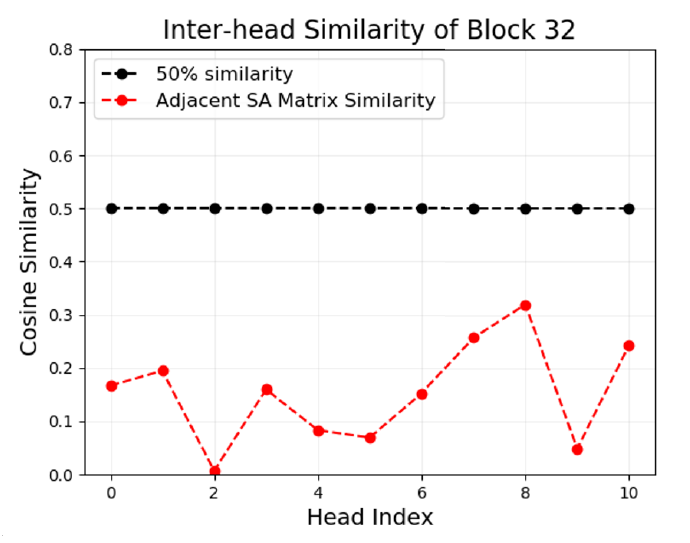 Inter-head Similarity of Block 32
50% similarity
Adjacent SA Matrix Similarity
Cosine Similarity
0.8
0.7
0.6
0.5
0.4
0.3
0.2
0.1
0.0
0 2 4 6 8 10
Head Index